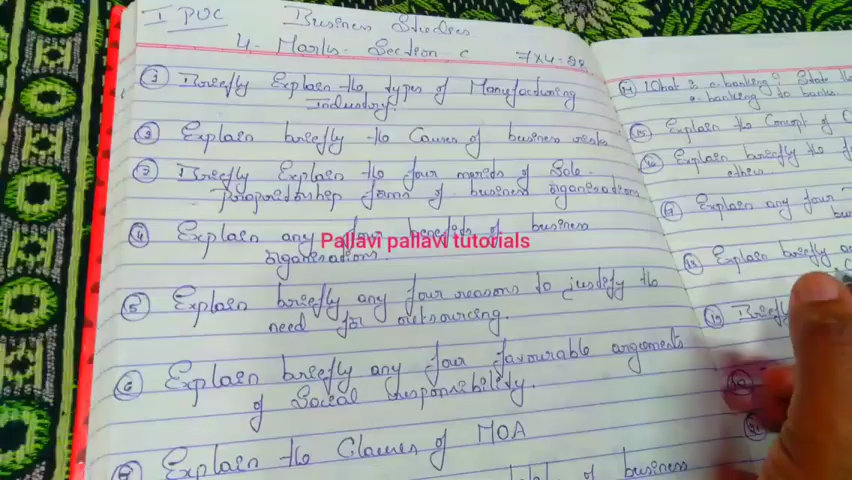 I PUC Business Studies
4 - Marks - Section - C 7x4=28
① Briefly Explain the types of Manufacturing
industry.
② Explain briefly the Causes of business risks
③ Briefly Explain the four merits of Sole
Proprietorship form of business organisation
④ Explain any four benefits of business
organisations.
Pallavi pallavi tutorials
⑤ Explain briefly any four reasons to justify the
need for outsourcing.
⑥ Explain briefly any four favourable arguments
of Social responsibility.
Explain the Clauses of MOA
of business
⑭ What is e-banking? State the
e-banking to banks.
⑮ Explain the Concept of
⑯ Explain briefly the
others
⑰ Explain any four
⑱ Explain briefly
⑲ Briefly